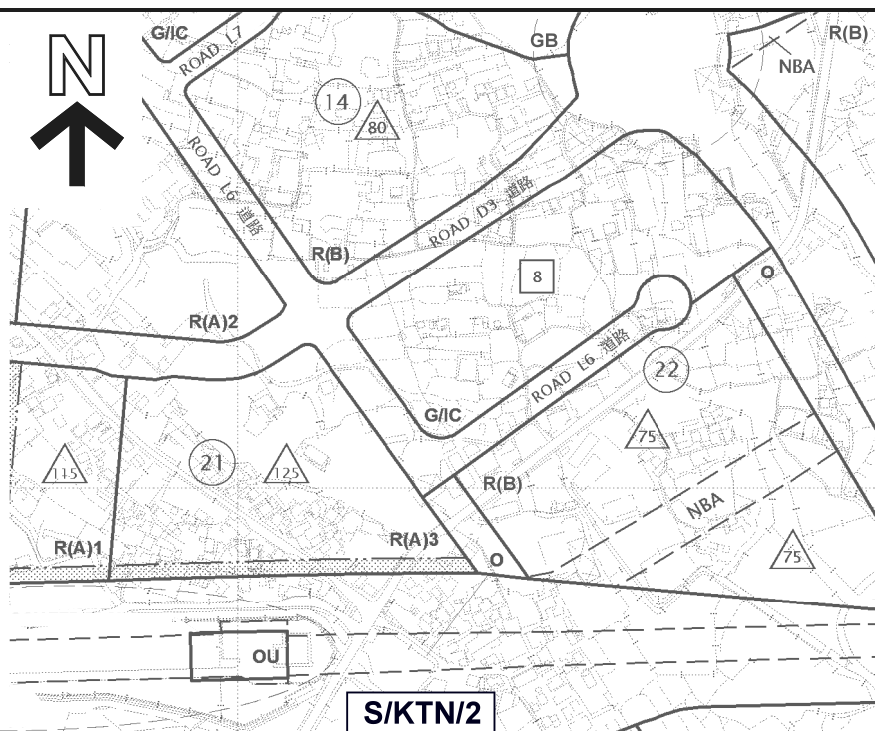 G/IC
ROAD L7
GB
R(B)
NBA
N
14
80
ROAD L6 道路
ROAD D3 道路
R(B)
8
O
R(A)2
ROAD L6 道路
22
G/IC
75
21
115
125
R(B)
NBA
R(A)1
R(A)3
O
75
OU
S/KTN/2